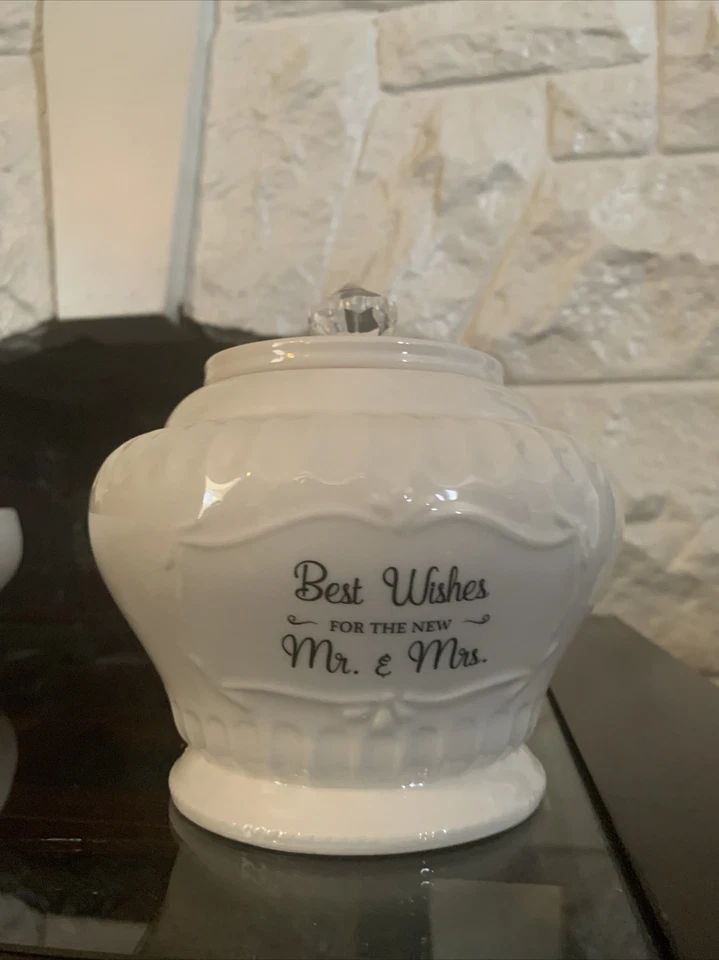 Best Wishes
FOR THE NEW
Mr. & Mrs.